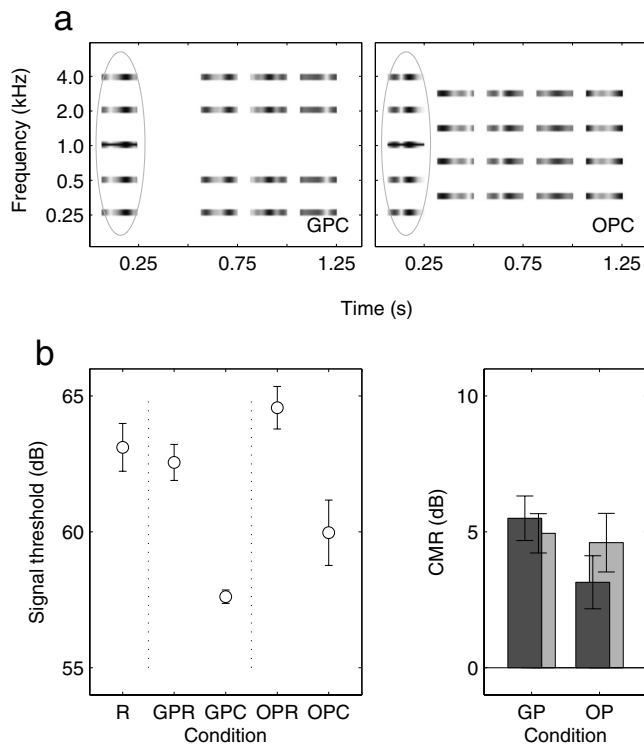 a
Frequency (kHz)
4.0
2.0
1.0
0.5
0.25
GPC
OPC
0.25 0.75 1.25 0.25 0.75 1.25
Time (s)
b
Signal threshold (dB)
65
60
55
R GPR GPC OPR OPC
Condition
CMR (dB)
10
5
0
GP OP
Condition